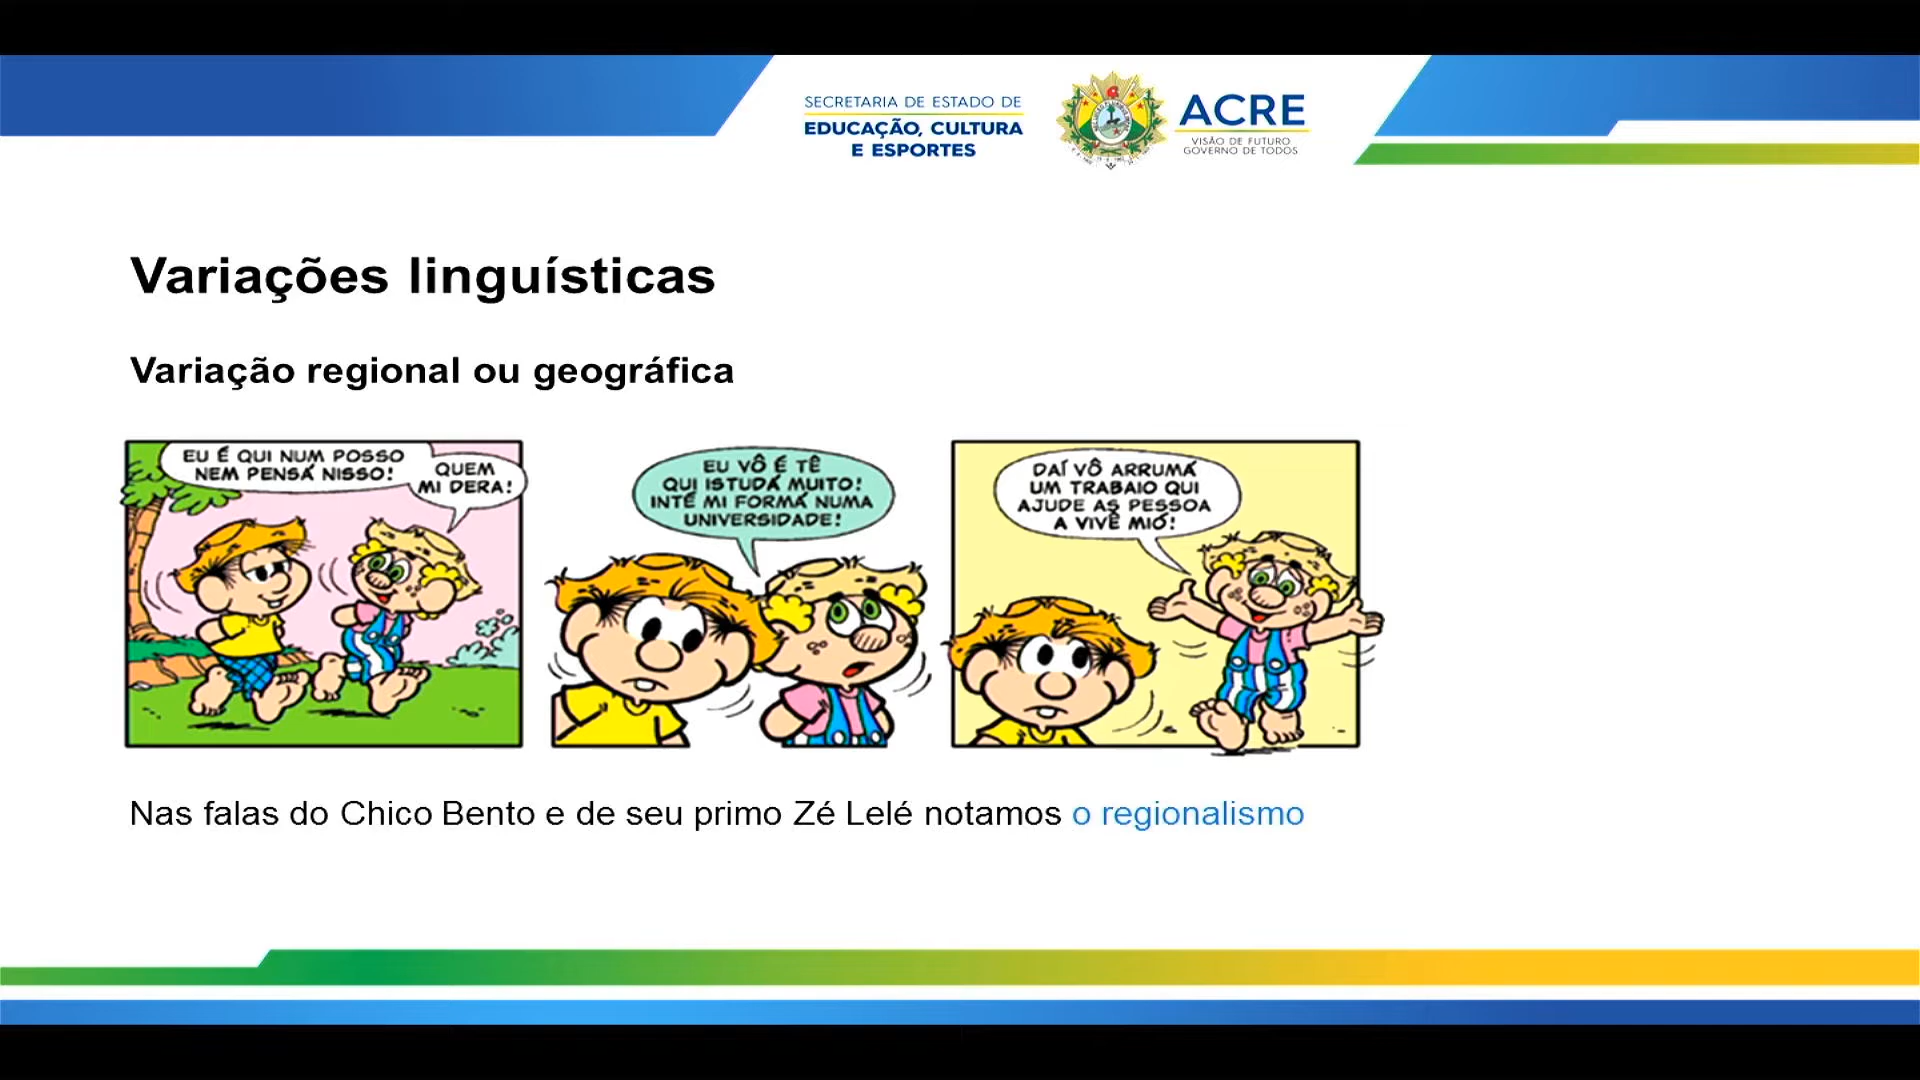 SECRETARIA DE ESTADO DE
EDUCAÇÃO, CULTURA
E ESPORTES
ACRE
VISÃO DE FUTURO
GOVERNO DE TODOS
Variações linguísticas
Variação regional ou geográfica
EU É QUI NUM POSSO
NEM PENSÁ NISSO!
QUEM
MI DERA!
EU VÔ É TÊ
QUI ISTUDÁ MUITO!
INTÉ MI FORMÁ NUMA
UNIVERSIDADE!
DAÍ VÔ ARRUMÁ
UM TRABAIO QUI
AJUDE AS PESSOA
A VIVÊ MIÓ!
Nas falas do Chico Bento e de seu primo Zé Lelé notamos o regionalismo